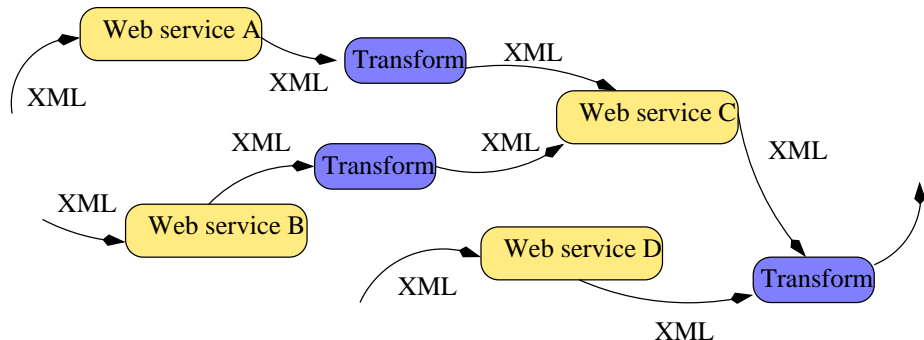 Web service A
XML
XML
Transform
XML
Web service C
XML
XML
Transform
XML
XML
Web service B
XML
Web service D
XML
Transform
XML